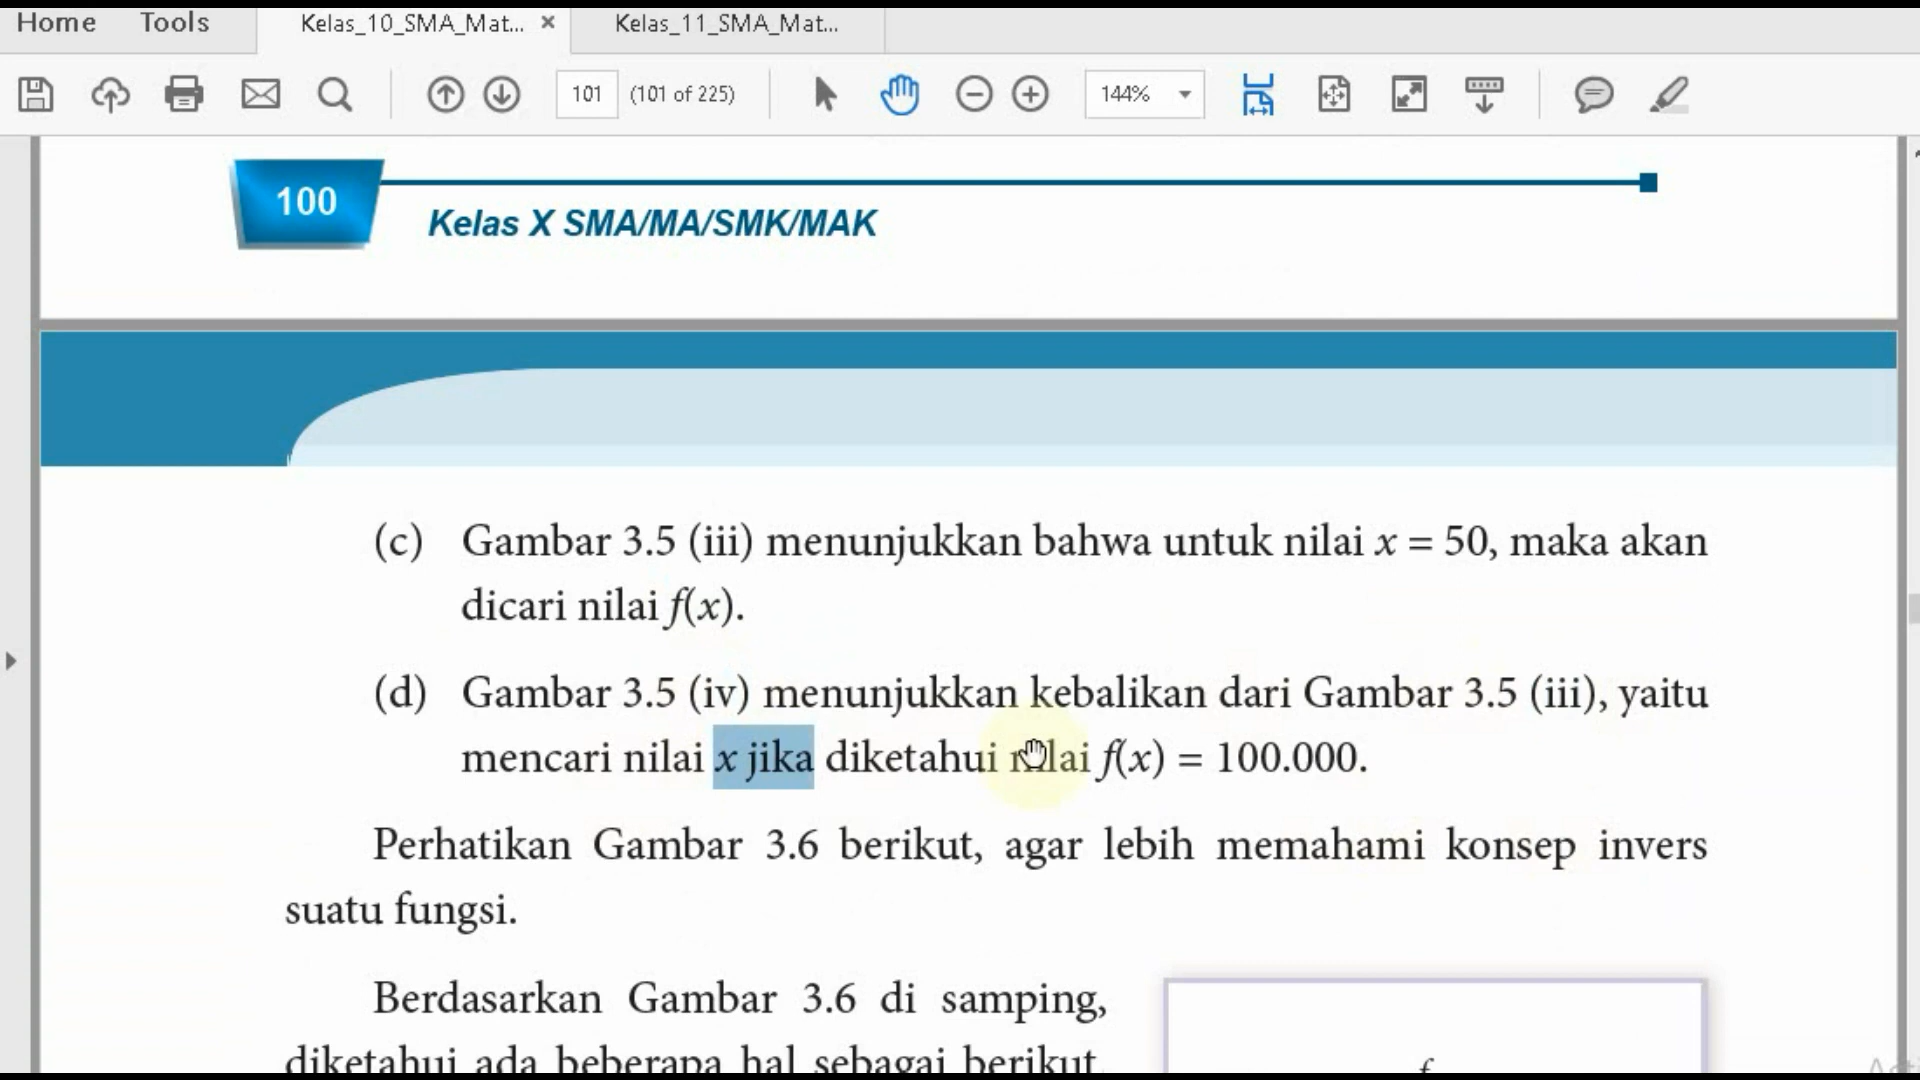 Home Tools Kelas_10_SMA_Mat... × Kelas_11_SMA_Mat...
101 (101 of 225) 144%
100
Kelas X SMA/MA/SMK/MAK
(c) Gambar 3.5 (iii) menunjukkan bahwa untuk nilai x = 50, maka akan
dicari nilai f(x).
(d) Gambar 3.5 (iv) menunjukkan kebalikan dari Gambar 3.5 (iii), yaitu
mencari nilai x jika diketahui nilai f(x) = 100.000.
Perhatikan Gambar 3.6 berikut, agar lebih memahami konsep invers
suatu fungsi.
Berdasarkan Gambar 3.6 di samping,
diketahui ada beberapa hal sebagai berikut.
f